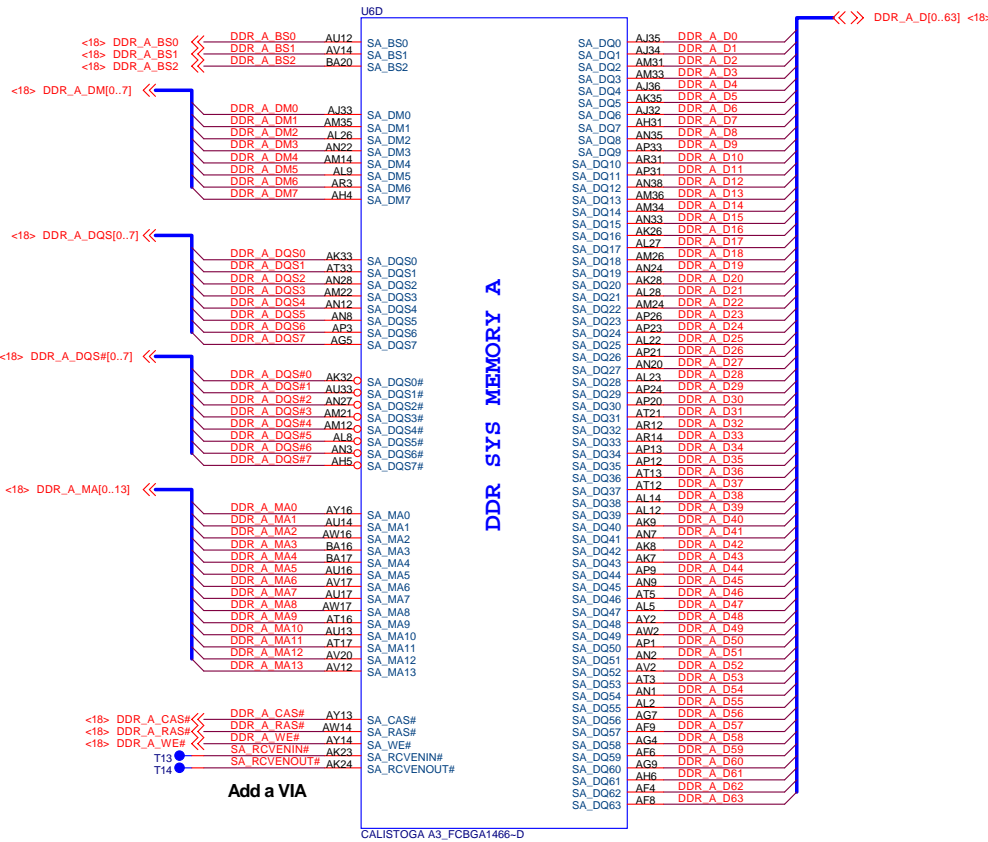 U6D
<18> DDR_A_BS0 DDR_A_BS0 AU12 SA_BS0
<18> DDR_A_BS1 DDR_A_BS1 AV14 SA_BS1
<18> DDR_A_BS2 DDR_A_BS2 BA20 SA_BS2
<18> DDR_A_DM[0..7]
DDR_A_DM0 AJ33 SA_DM0
DDR_A_DM1 AM35 SA_DM1
DDR_A_DM2 AL26 SA_DM2
DDR_A_DM3 AN22 SA_DM3
DDR_A_DM4 AM14 SA_DM4
DDR_A_DM5 AL9 SA_DM5
DDR_A_DM6 AR3 SA_DM6
DDR_A_DM7 AH4 SA_DM7
<18> DDR_A_DQS[0..7]
DDR_A_DQS0 AK33 SA_DQS0
DDR_A_DQS1 AT33 SA_DQS1
DDR_A_DQS2 AN28 SA_DQS2
DDR_A_DQS3 AM22 SA_DQS3
DDR_A_DQS4 AN12 SA_DQS4
DDR_A_DQS5 AN8 SA_DQS5
DDR_A_DQS6 AP3 SA_DQS6
DDR_A_DQS7 AG5 SA_DQS7
<18> DDR_A_DQS#[0..7]
DDR_A_DQS#0 AK32 SA_DQS0#
DDR_A_DQS#1 AU33 SA_DQS1#
DDR_A_DQS#2 AN27 SA_DQS2#
DDR_A_DQS#3 AM21 SA_DQS3#
DDR_A_DQS#4 AM12 SA_DQS4#
DDR_A_DQS#5 AL8 SA_DQS5#
DDR_A_DQS#6 AN3 SA_DQS6#
DDR_A_DQS#7 AH5 SA_DQS7#
<18> DDR_A_MA[0..13]
DDR_A_MA0 AY16 SA_MA0
DDR_A_MA1 AU14 SA_MA1
DDR_A_MA2 AW16 SA_MA2
DDR_A_MA3 BA16 SA_MA3
DDR_A_MA4 BA17 SA_MA4
DDR_A_MA5 AU16 SA_MA5
DDR_A_MA6 AV17 SA_MA6
DDR_A_MA7 AU17 SA_MA7
DDR_A_MA8 AW17 SA_MA8
DDR_A_MA9 AT16 SA_MA9
DDR_A_MA10 AU13 SA_MA10
DDR_A_MA11 AT17 SA_MA11
DDR_A_MA12 AV20 SA_MA12
DDR_A_MA13 AV12 SA_MA13
<18> DDR_A_CAS# DDR_A_CAS# AY13 SA_CAS#
<18> DDR_A_RAS# DDR_A_RAS# AW14 SA_RAS#
<18> DDR_A_WE# DDR_A_WE# AY14 SA_WE#
T13 SA_RCVENIN# AK23 SA_RCVENIN#
T14 SA_RCVENOUT# AK24 SA_RCVENOUT#
Add a VIA
DDR SYS MEMORY A
DDR_A_D[0..63] <18>
SA_DQ0 AJ35 DDR_A_D0
SA_DQ1 AJ34 DDR_A_D1
SA_DQ2 AM31 DDR_A_D2
SA_DQ3 AM33 DDR_A_D3
SA_DQ4 AJ36 DDR_A_D4
SA_DQ5 AK35 DDR_A_D5
SA_DQ6 AJ32 DDR_A_D6
SA_DQ7 AH31 DDR_A_D7
SA_DQ8 AN35 DDR_A_D8
SA_DQ9 AP33 DDR_A_D9
SA_DQ10 AR31 DDR_A_D10
SA_DQ11 AP31 DDR_A_D11
SA_DQ12 AN38 DDR_A_D12
SA_DQ13 AM36 DDR_A_D13
SA_DQ14 AM34 DDR_A_D14
SA_DQ15 AN33 DDR_A_D15
SA_DQ16 AK26 DDR_A_D16
SA_DQ17 AL27 DDR_A_D17
SA_DQ18 AM26 DDR_A_D18
SA_DQ19 AN24 DDR_A_D19
SA_DQ20 AK28 DDR_A_D20
SA_DQ21 AL28 DDR_A_D21
SA_DQ22 AM24 DDR_A_D22
SA_DQ23 AP26 DDR_A_D23
SA_DQ24 AP23 DDR_A_D24
SA_DQ25 AL22 DDR_A_D25
SA_DQ26 AP21 DDR_A_D26
SA_DQ27 AN20 DDR_A_D27
SA_DQ28 AL23 DDR_A_D28
SA_DQ29 AP24 DDR_A_D29
SA_DQ30 AP20 DDR_A_D30
SA_DQ31 AT21 DDR_A_D31
SA_DQ32 AR12 DDR_A_D32
SA_DQ33 AR14 DDR_A_D33
SA_DQ34 AP13 DDR_A_D34
SA_DQ35 AP12 DDR_A_D35
SA_DQ36 AT13 DDR_A_D36
SA_DQ37 AT12 DDR_A_D37
SA_DQ38 AL14 DDR_A_D38
SA_DQ39 AL12 DDR_A_D39
SA_DQ40 AK9 DDR_A_D40
SA_DQ41 AN7 DDR_A_D41
SA_DQ42 AK8 DDR_A_D42
SA_DQ43 AK7 DDR_A_D43
SA_DQ44 AP9 DDR_A_D44
SA_DQ45 AN9 DDR_A_D45
SA_DQ46 AT5 DDR_A_D46
SA_DQ47 AL5 DDR_A_D47
SA_DQ48 AY2 DDR_A_D48
SA_DQ49 AW2 DDR_A_D49
SA_DQ50 AP1 DDR_A_D50
SA_DQ51 AN2 DDR_A_D51
SA_DQ52 AV2 DDR_A_D52
SA_DQ53 AT3 DDR_A_D53
SA_DQ54 AN1 DDR_A_D54
SA_DQ55 AL2 DDR_A_D55
SA_DQ56 AG7 DDR_A_D56
SA_DQ57 AF9 DDR_A_D57
SA_DQ58 AG4 DDR_A_D58
SA_DQ59 AF6 DDR_A_D59
SA_DQ60 AG9 DDR_A_D60
SA_DQ61 AH6 DDR_A_D61
SA_DQ62 AF4 DDR_A_D62
SA_DQ63 AF8 DDR_A_D63
CALISTOGA A3_FCBGA1466~D